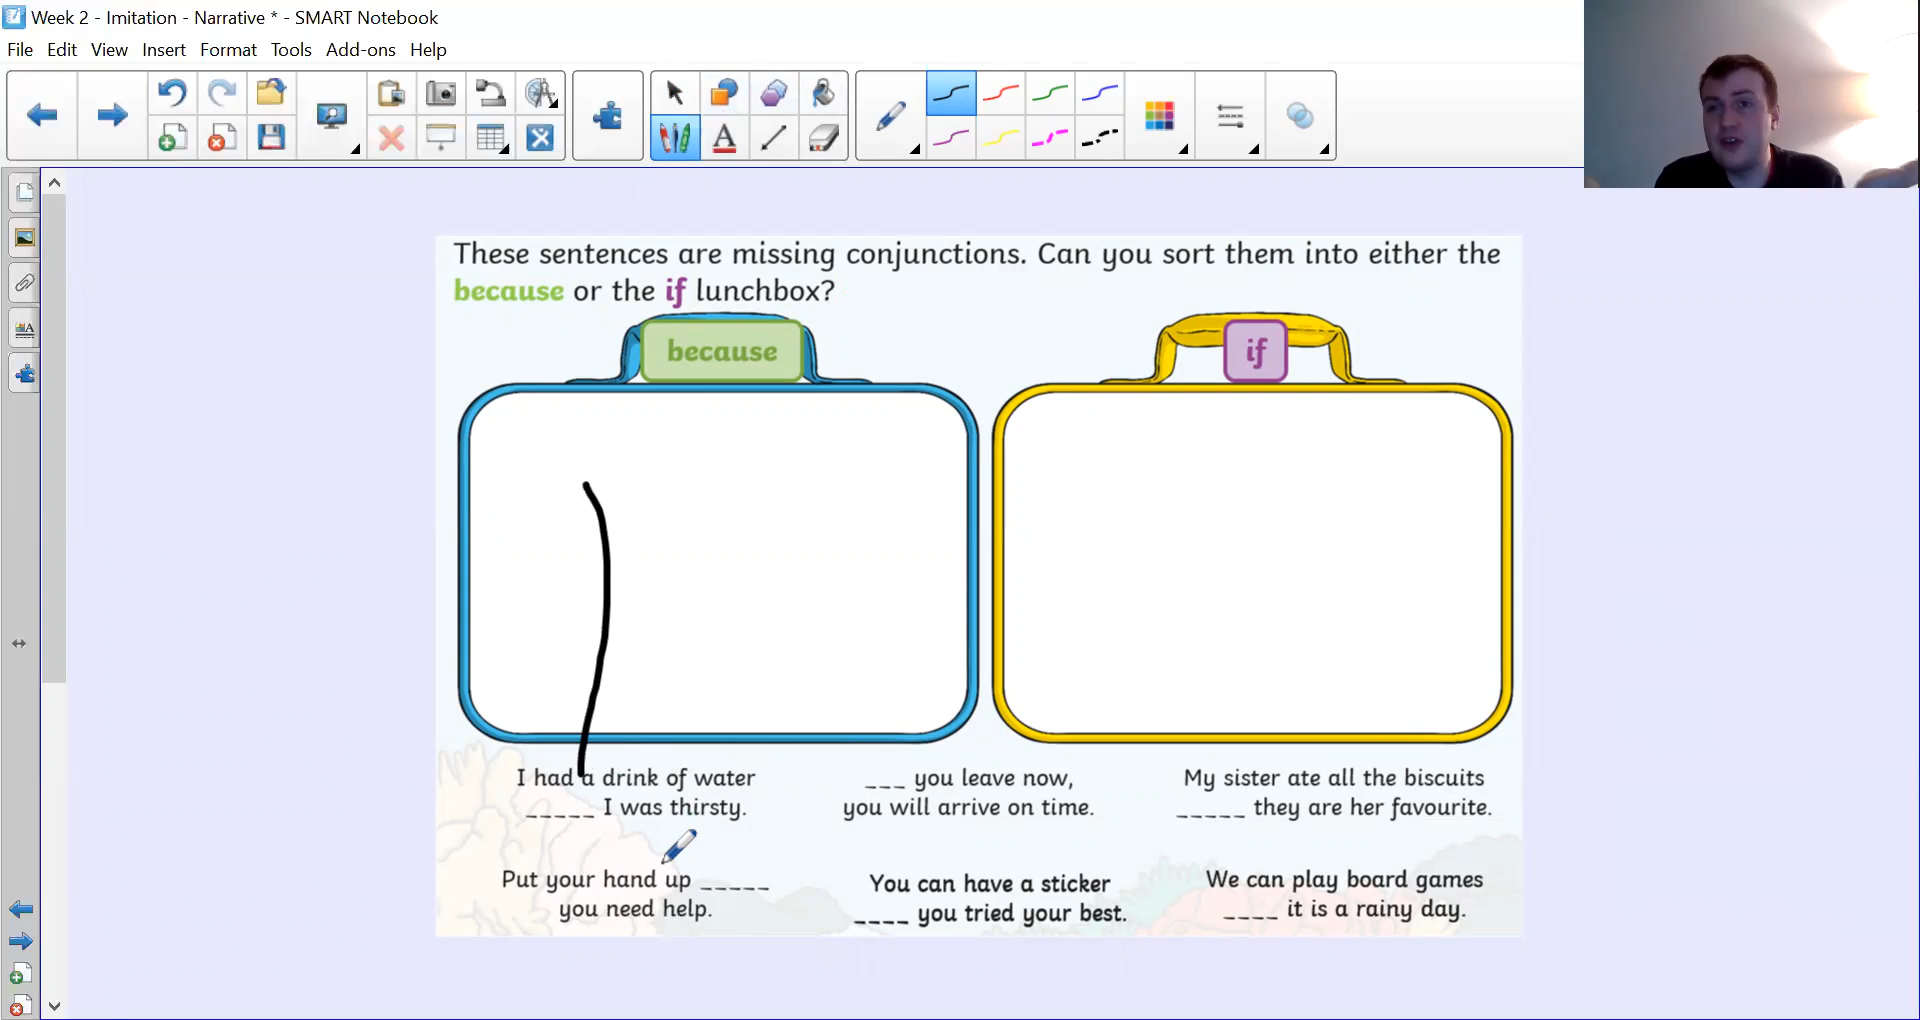 Week 2 - Imitation - Narrative * - SMART Notebook
File Edit View Insert Format Tools Add-ons Help
These sentences are missing conjunctions. Can you sort them into either the
because or the if lunchbox?
because
if
I had a drink of water
_____ I was thirsty.
___ you leave now,
you will arrive on time.
My sister ate all the biscuits
_____ they are her favourite.
Put your hand up _____
you need help.
You can have a sticker
____ you tried your best.
We can play board games
____ it is a rainy day.